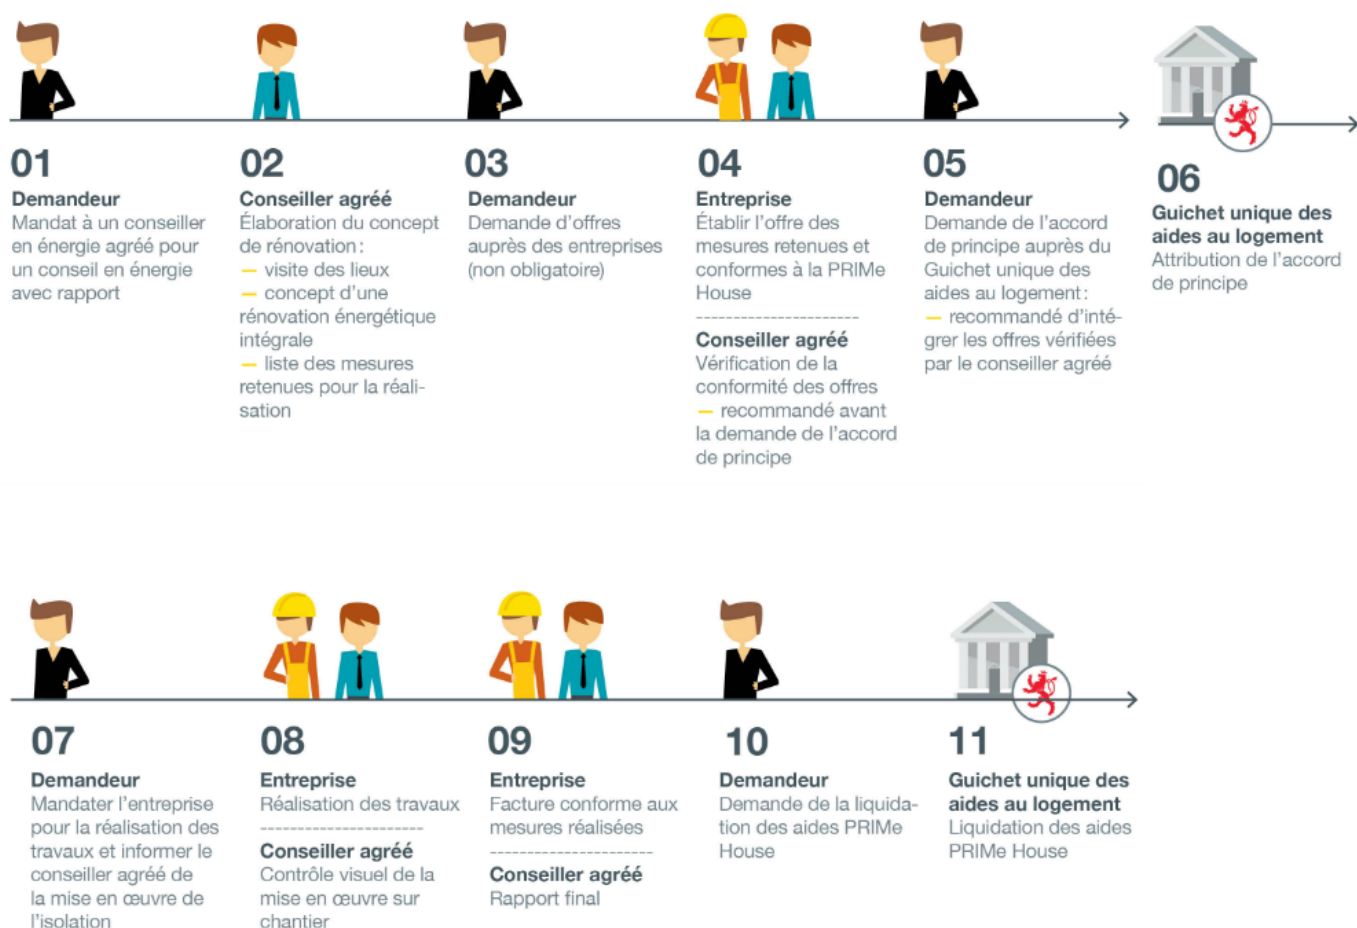 01
Demandeur
Mandat à un conseiller
en énergie agréé pour
un conseil en énergie
avec rapport
02
Conseiller agréé
Élaboration du concept
de rénovation :
— visite des lieux
— concept d’une
rénovation énergétique
intégrale
— liste des mesures
retenues pour la réali-
sation
03
Demandeur
Demande d’offres
auprès des entreprises
(non obligatoire)
04
Entreprise
Établir l’offre des
mesures retenues et
conformes à la PRIMe
House
----------------------
Conseiller agréé
Vérification de la
conformité des offres
— recommandé avant
la demande de l’accord
de principe
05
Demandeur
Demande de l’accord
de principe auprès du
Guichet unique des
aides au logement :
— recommandé d’inté-
grer les offres vérifiées
par le conseiller agréé
06
Guichet unique des
aides au logement
Attribution de l’accord
de principe
07
Demandeur
Mandater l’entreprise
pour la réalisation des
travaux et informer le
conseiller agréé de
la mise en œuvre de
l’isolation
08
Entreprise
Réalisation des travaux
----------------------
Conseiller agréé
Contrôle visuel de la
mise en œuvre sur
chantier
09
Entreprise
Facture conforme aux
mesures réalisées
----------------------
Conseiller agréé
Rapport final
10
Demandeur
Demande de la liquida-
tion des aides PRIMe
House
11
Guichet unique des
aides au logement
Liquidation des aides
PRIMe House